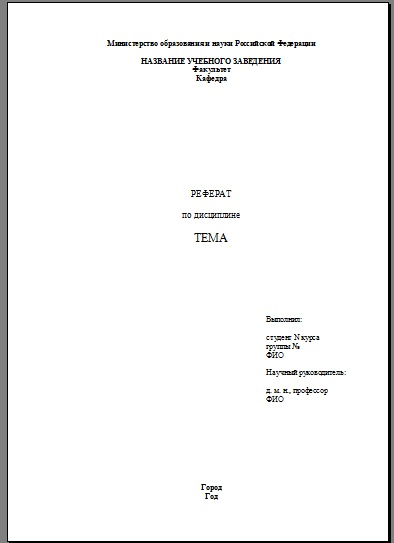 Министерство образования и науки Российской Федерации
НАЗВАНИЕ УЧЕБНОГО ЗАВЕДЕНИЯ
Факультет
Кафедра
РЕФЕРАТ
по дисциплине
ТЕМА
Выполнил:
студент N курса
группы №
ФИО
Научный руководитель:
д. м. н., профессор
ФИО
Город
Год